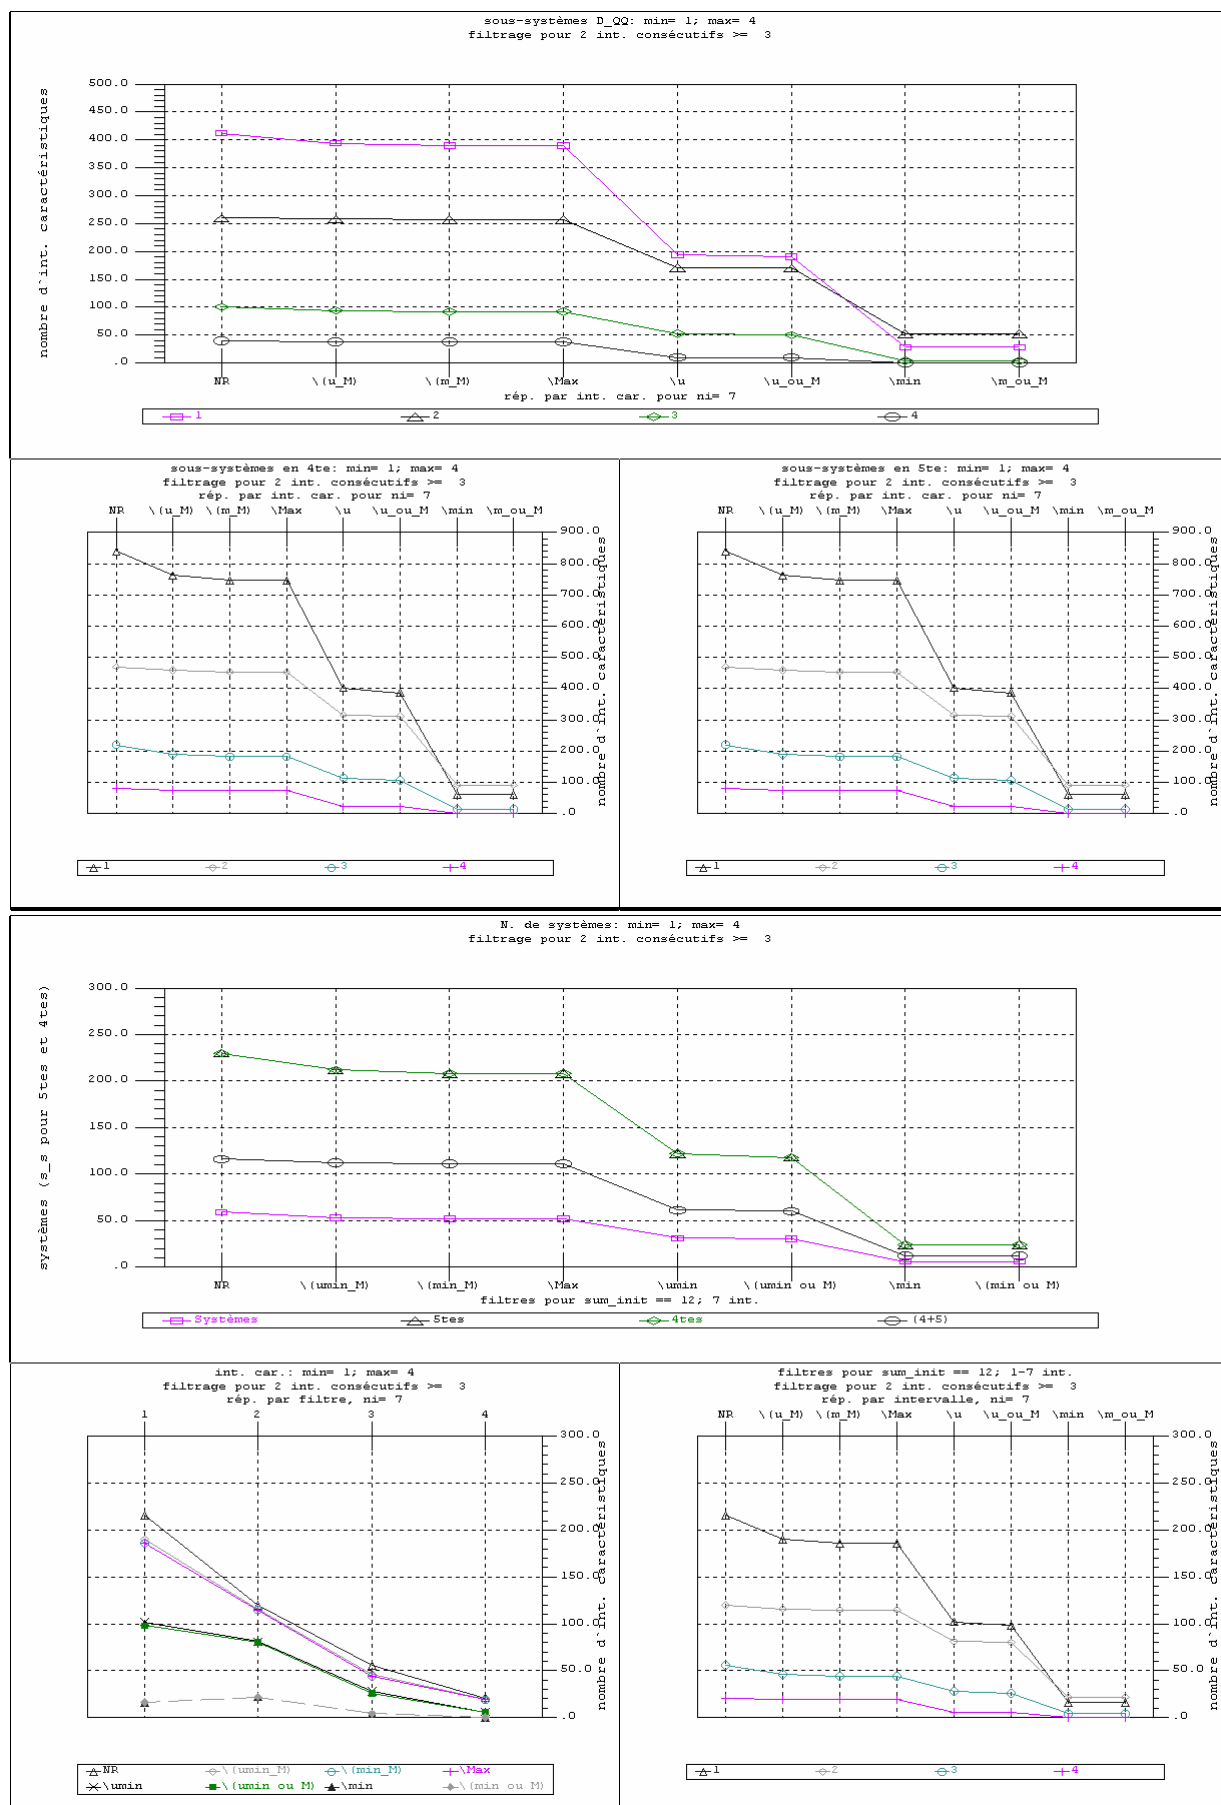 sous-systèmes D_QQ: min= 1; max= 4
filtrage pour 2 int. consécutifs >= 3
nombre d`int. caractéristiques
500.0
450.0
400.0
350.0
300.0
250.0
200.0
150.0
100.0
50.0
.0
NR \(u_M) \(m_M) \Max \u \u_ou_M \min \m_ou_M
rép. par int. car. pour ni= 7
1 2 3 4
sous-systèmes en 4te: min= 1; max= 4
filtrage pour 2 int. consécutifs >= 3
rép. par int. car. pour ni= 7
NR \(u_M) \(m_M) \Max \u \u_ou_M \min \m_ou_M
900.0
800.0
700.0
600.0
500.0
400.0
300.0
200.0
100.0
.0
nombre d`int. caractéristiques
1 2 3 4
sous-systèmes en 5te: min= 1; max= 4
filtrage pour 2 int. consécutifs >= 3
rép. par int. car. pour ni= 7
NR \(u_M) \(m_M) \Max \u \u_ou_M \min \m_ou_M
900.0
800.0
700.0
600.0
500.0
400.0
300.0
200.0
100.0
.0
nombre d`int. caractéristiques
1 2 3 4
N. de systèmes: min= 1; max= 4
filtrage pour 2 int. consécutifs >= 3
systèmes (s_s pour 5tes et 4tes)
300.0
250.0
200.0
150.0
100.0
50.0
.0
NR \(umin_M) \(min_M) \Max \umin \(umin ou M) \min \(min ou M)
filtres pour sum_init == 12; 7 int.
Systèmes 5tes 4tes (4+5)
int. car.: min= 1; max= 4
filtrage pour 2 int. consécutifs >= 3
rép. par filtre, ni= 7
1 2 3 4
300.0
250.0
200.0
150.0
100.0
50.0
.0
nombre d`int. caractéristiques
NR \(umin_M) \(min_M) \Max
\umin \(umin ou M) \min \(min ou M)
filtres pour sum_init == 12; 1-7 int.
filtrage pour 2 int. consécutifs >= 3
rép. par intervalle, ni= 7
NR \(u_M) \(m_M) \Max \u \u_ou_M \min \m_ou_M
300.0
250.0
200.0
150.0
100.0
50.0
.0
nombre d`int. caractéristiques
1 2 3 4